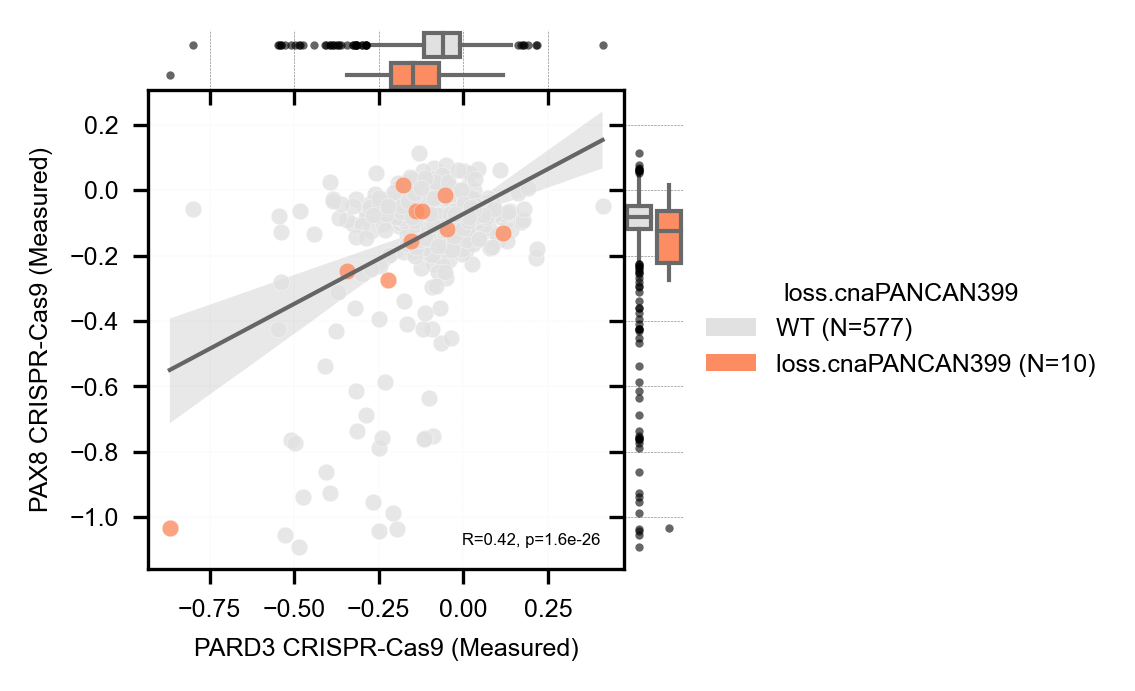 0.2
0.0
−0.2
−0.4
−0.6
−0.8
−1.0
PAX8 CRISPR-Cas9 (Measured)
R=0.42, p=1.6e-26
−0.75 −0.50 −0.25 0.00 0.25
PARD3 CRISPR-Cas9 (Measured)
loss.cnaPANCAN399
WT (N=577)
loss.cnaPANCAN399 (N=10)